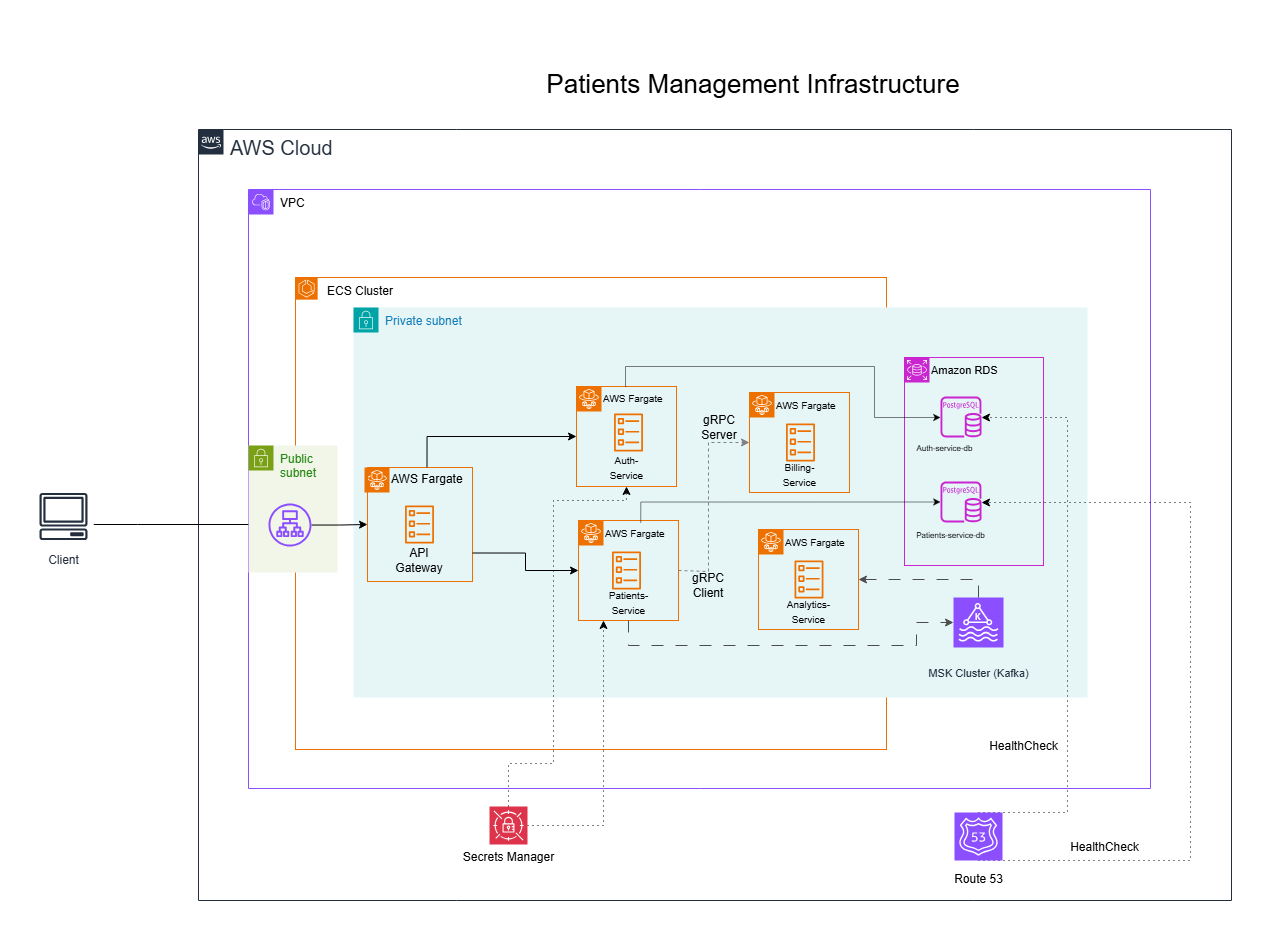 Patients Management Infrastructure
aws
AWS Cloud
VPC
ECS Cluster
Private subnet
Amazon RDS
PostgreSQL
Auth-service-db
PostgreSQL
Patients-service-db
AWS Fargate
Auth-
Service
gRPC
Server
AWS Fargate
Billing-
Service
Public
subnet
AWS Fargate
API
Gateway
Client
AWS Fargate
Patients-
Service
gRPC
Client
AWS Fargate
Analytics-
Service
K
MSK Cluster (Kafka)
HealthCheck
Secrets Manager
53
Route 53
HealthCheck